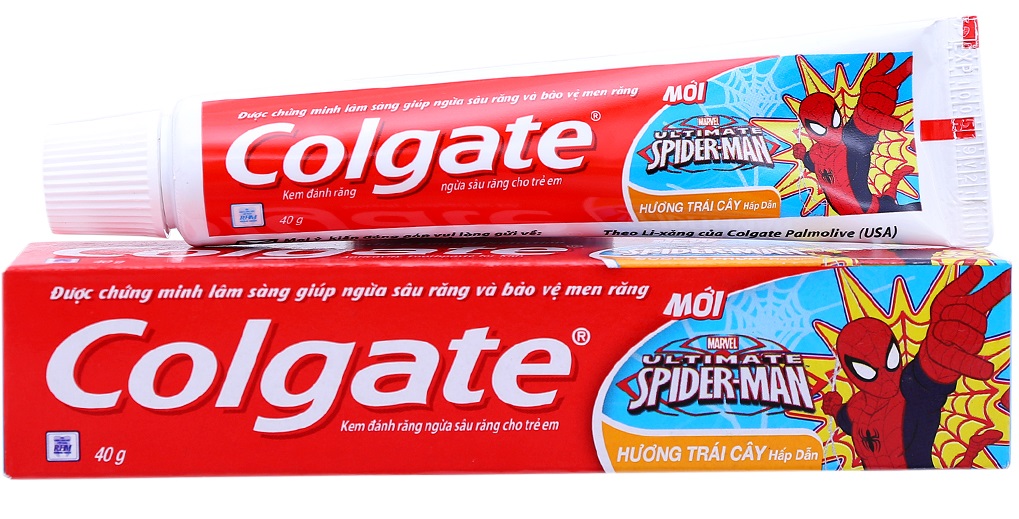 Được chứng minh lâm sàng giúp ngừa sâu răng và bảo vệ men răng
Colgate®
Kem đánh răng ngừa sâu răng cho trẻ em
40 g
MỚI
MARVEL
ULTIMATE
SPIDER-MAN
HƯƠNG TRÁI CÂY Hấp Dẫn
Theo Li-xăng của Colgate Palmolive (USA)
40 g
Được chứng minh lâm sàng giúp ngừa sâu răng và bảo vệ men răng
Colgate®
Kem đánh răng ngừa sâu răng cho trẻ em
40 g
MỚI
MARVEL
ULTIMATE
SPIDER-MAN
HƯƠNG TRÁI CÂY Hấp Dẫn